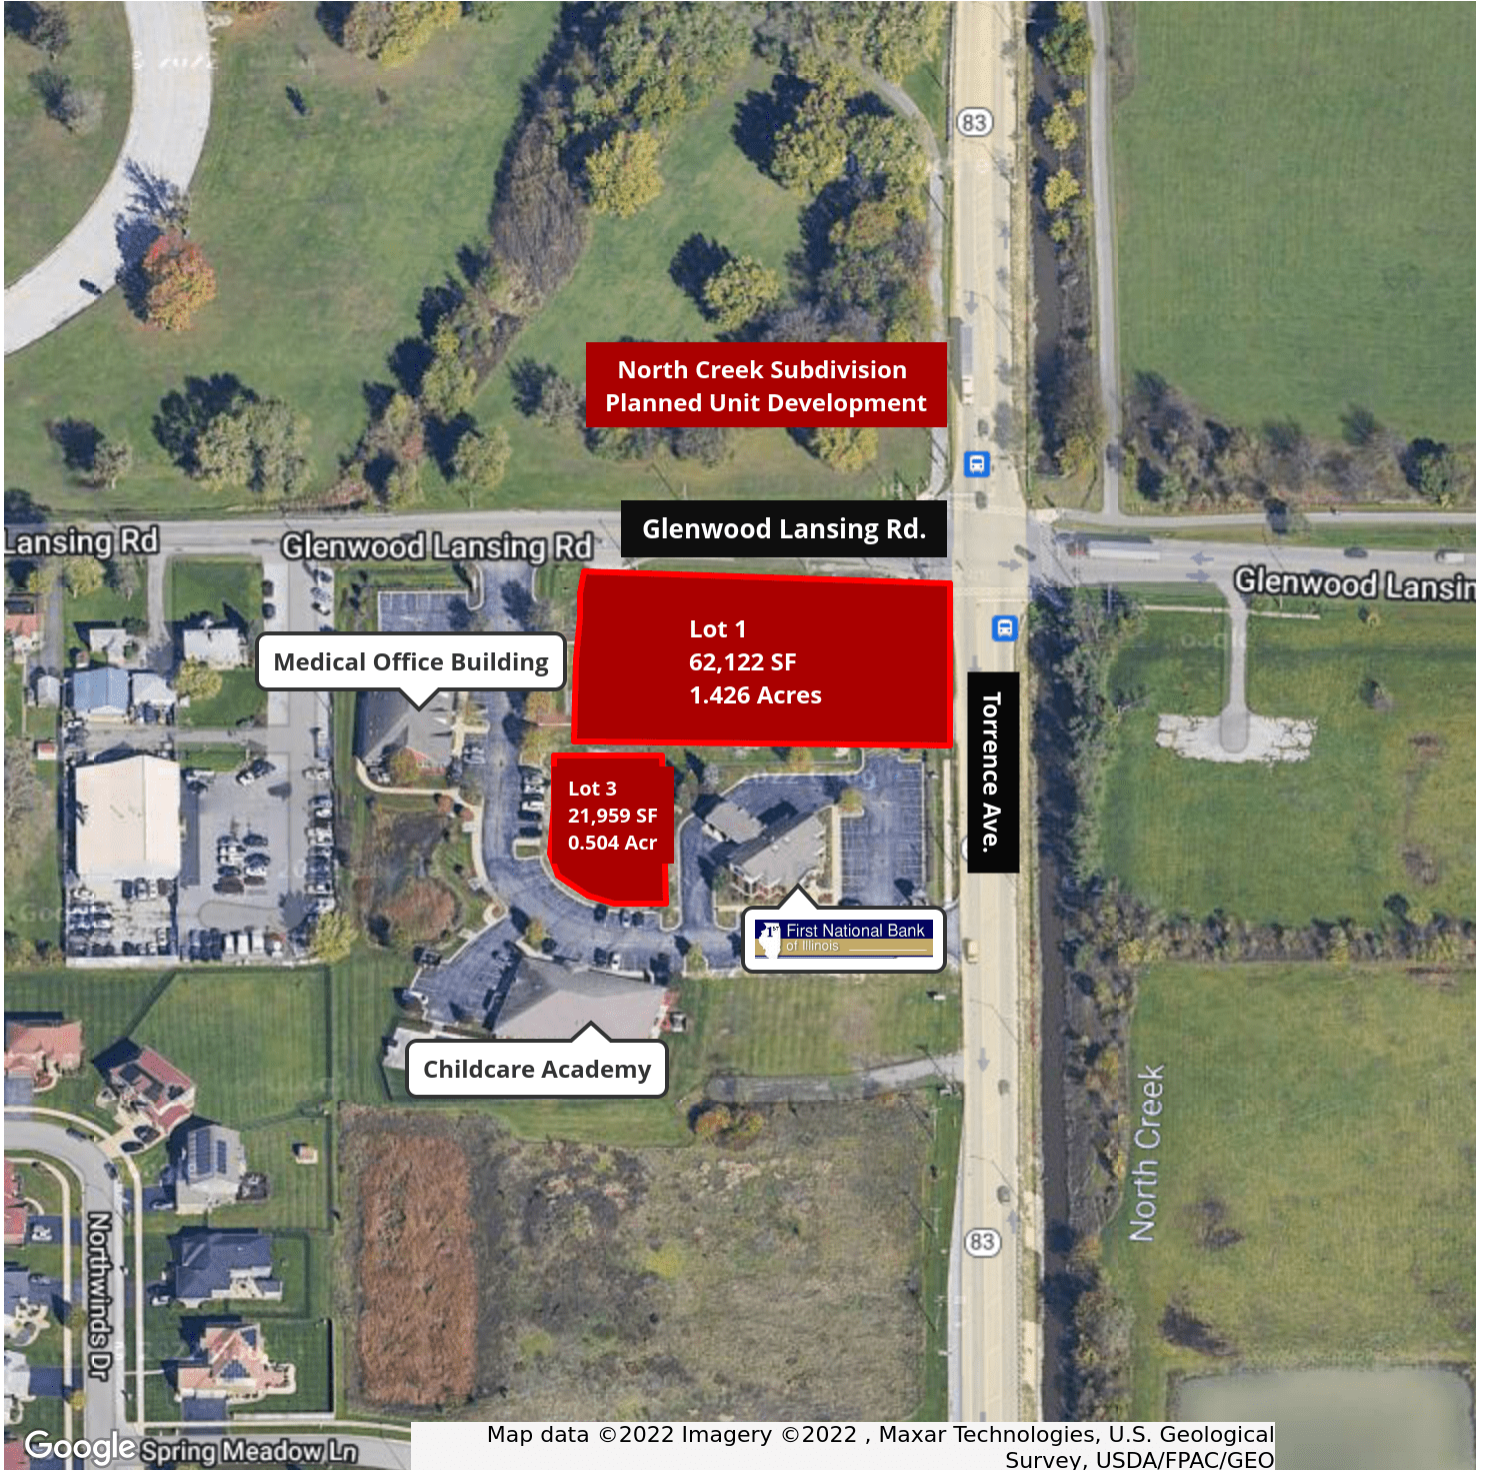 83
North Creek Subdivision
Planned Unit Development
Glenwood Lansing Rd.
Lansing Rd
Glenwood Lansing Rd
Glenwood Lansin
Lot 1
62,122 SF
1.426 Acres
Medical Office Building
Torrence Ave.
Lot 3
21,959 SF
0.504 Acr
1st
First National Bank
of Illinois
Childcare Academy
North Creek
Northwinds Dr
83
Google
Spring Meadow Ln
Map data ©2022 Imagery ©2022 , Maxar Technologies, U.S. Geological
Survey, USDA/FPAC/GEO